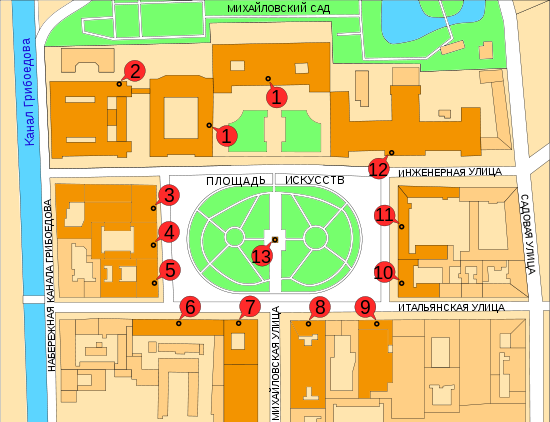 МИХАЙЛОВСКИЙ САД
Канал Грибоедова
2
1
1
12
ИНЖЕНЕРНАЯ УЛИЦА
ПЛОЩАДЬ ИСКУССТВ
3
11
4
13
5
10
НАБЕРЕЖНАЯ КАНАЛА ГРИБОЕДОВА
САДОВАЯ УЛИЦА
6
7
8
9
ИТАЛЬЯНСКАЯ УЛИЦА
МИХАЙЛОВСКАЯ УЛИЦА